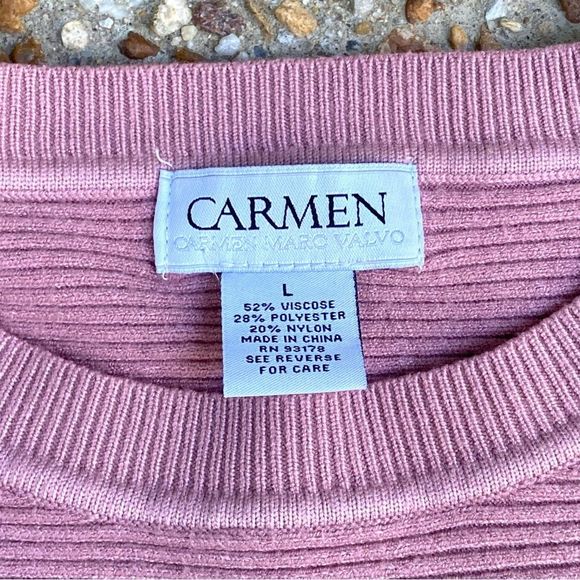 CARMEN
CARMEN MARC VALVO
L
52% VISCOSE
28% POLYESTER
20% NYLON
MADE IN CHINA
RN 93178
SEE REVERSE
FOR CARE